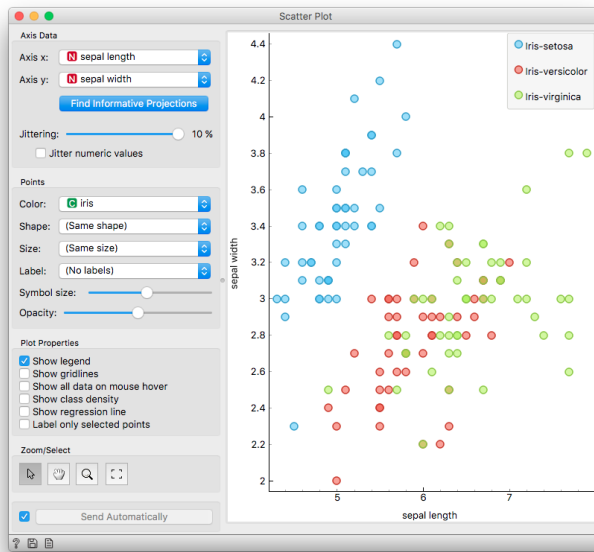 Scatter Plot
Axis Data
Axis x: N sepal length
Axis y: N sepal width
Find Informative Projections
Jittering: 10 %
Jitter numeric values
Points
Color: C iris
Shape: (Same shape)
Size: (Same size)
Label: (No labels)
Symbol size:
Opacity:
Plot Properties
Show legend
Show gridlines
Show all data on mouse hover
Show class density
Show regression line
Label only selected points
Zoom/Select
Send Automatically
?
sepal width
4.4
4.2
4
3.8
3.6
3.4
3.2
3
2.8
2.6
2.4
2.2
2
5 6 7
sepal length
Iris-setosa
Iris-versicolor
Iris-virginica